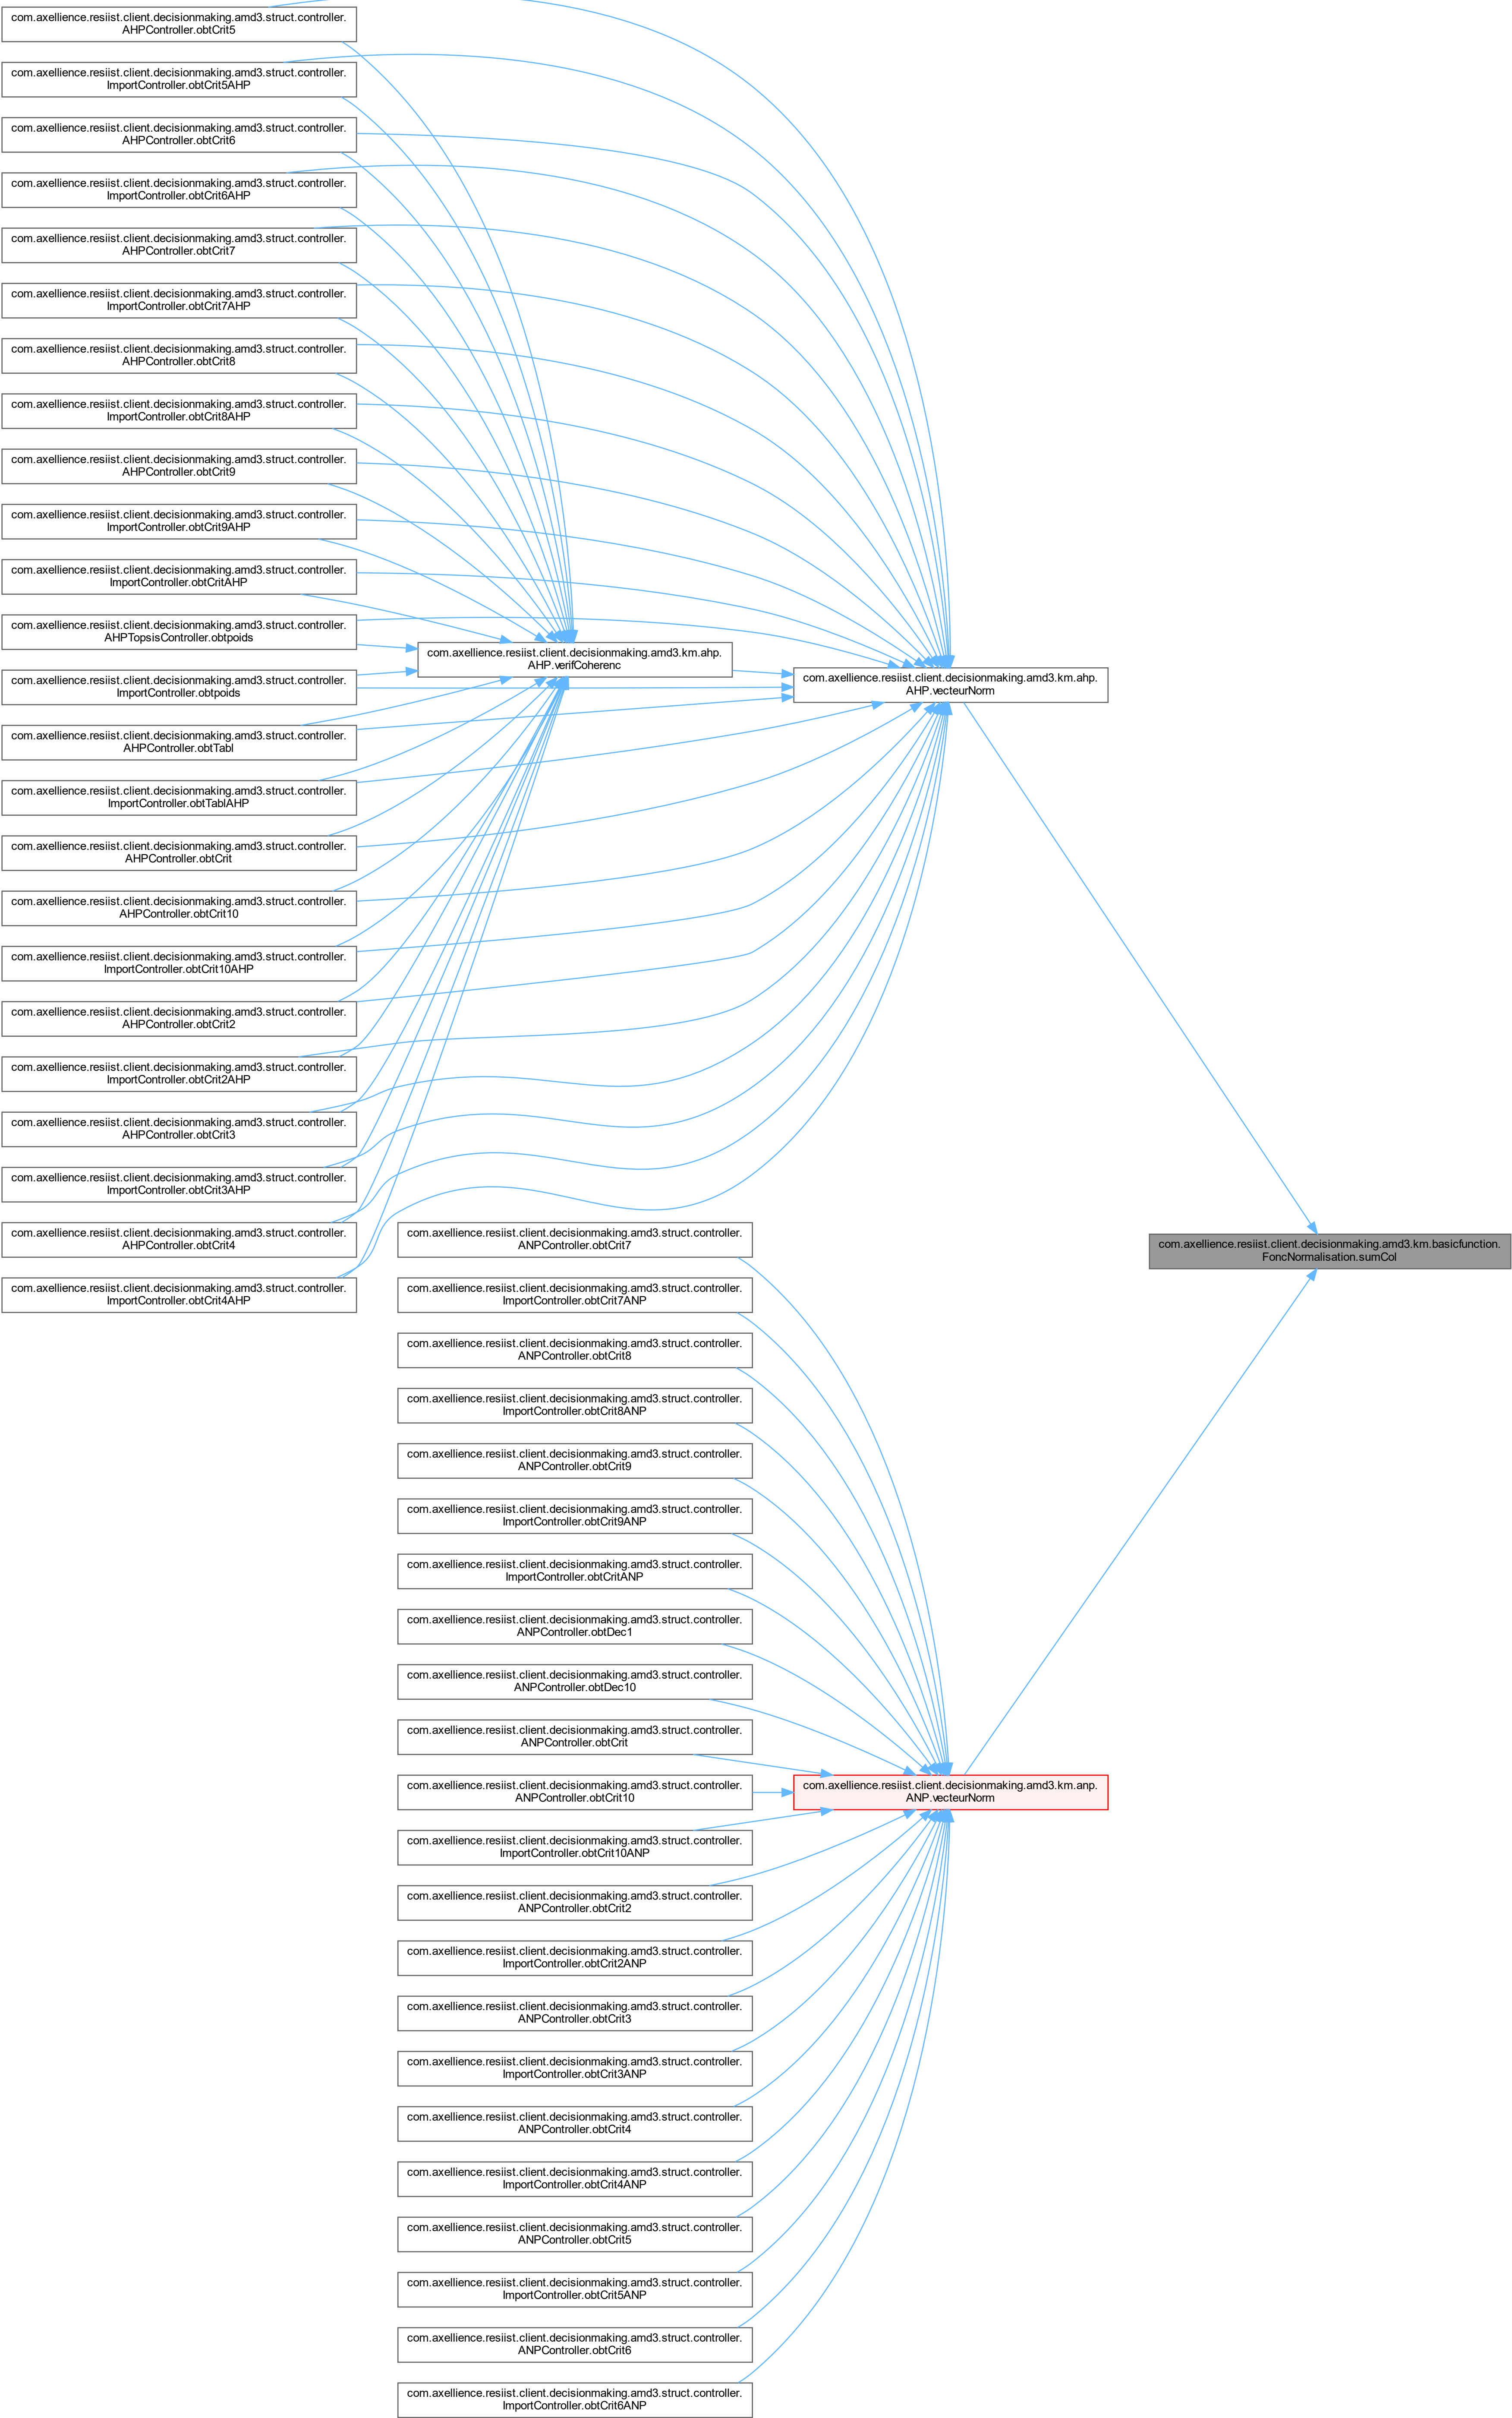 com.axellience.resiist.client.decisionmaking.amd3.struct.controller.
AHPController.obtCrit5
com.axellience.resiist.client.decisionmaking.amd3.struct.controller.
ImportController.obtCrit5AHP
com.axellience.resiist.client.decisionmaking.amd3.struct.controller.
AHPController.obtCrit6
com.axellience.resiist.client.decisionmaking.amd3.struct.controller.
ImportController.obtCrit6AHP
com.axellience.resiist.client.decisionmaking.amd3.struct.controller.
AHPController.obtCrit7
com.axellience.resiist.client.decisionmaking.amd3.struct.controller.
ImportController.obtCrit7AHP
com.axellience.resiist.client.decisionmaking.amd3.struct.controller.
AHPController.obtCrit8
com.axellience.resiist.client.decisionmaking.amd3.struct.controller.
ImportController.obtCrit8AHP
com.axellience.resiist.client.decisionmaking.amd3.struct.controller.
AHPController.obtCrit9
com.axellience.resiist.client.decisionmaking.amd3.struct.controller.
ImportController.obtCrit9AHP
com.axellience.resiist.client.decisionmaking.amd3.struct.controller.
ImportController.obtCritAHP
com.axellience.resiist.client.decisionmaking.amd3.struct.controller.
AHPTopsisController.obtpoids
com.axellience.resiist.client.decisionmaking.amd3.struct.controller.
ImportController.obtpoids
com.axellience.resiist.client.decisionmaking.amd3.struct.controller.
AHPController.obtTabl
com.axellience.resiist.client.decisionmaking.amd3.struct.controller.
ImportController.obtTablAHP
com.axellience.resiist.client.decisionmaking.amd3.struct.controller.
AHPController.obtCrit
com.axellience.resiist.client.decisionmaking.amd3.struct.controller.
AHPController.obtCrit10
com.axellience.resiist.client.decisionmaking.amd3.struct.controller.
ImportController.obtCrit10AHP
com.axellience.resiist.client.decisionmaking.amd3.struct.controller.
AHPController.obtCrit2
com.axellience.resiist.client.decisionmaking.amd3.struct.controller.
ImportController.obtCrit2AHP
com.axellience.resiist.client.decisionmaking.amd3.struct.controller.
AHPController.obtCrit3
com.axellience.resiist.client.decisionmaking.amd3.struct.controller.
ImportController.obtCrit3AHP
com.axellience.resiist.client.decisionmaking.amd3.struct.controller.
AHPController.obtCrit4
com.axellience.resiist.client.decisionmaking.amd3.struct.controller.
ImportController.obtCrit4AHP
com.axellience.resiist.client.decisionmaking.amd3.km.ahp.
AHP.verifCoherenc
com.axellience.resiist.client.decisionmaking.amd3.km.ahp.
AHP.vecteurNorm
com.axellience.resiist.client.decisionmaking.amd3.km.basicfunction.
FoncNormalisation.sumCol
com.axellience.resiist.client.decisionmaking.amd3.struct.controller.
ANPController.obtCrit7
com.axellience.resiist.client.decisionmaking.amd3.struct.controller.
ImportController.obtCrit7ANP
com.axellience.resiist.client.decisionmaking.amd3.struct.controller.
ANPController.obtCrit8
com.axellience.resiist.client.decisionmaking.amd3.struct.controller.
ImportController.obtCrit8ANP
com.axellience.resiist.client.decisionmaking.amd3.struct.controller.
ANPController.obtCrit9
com.axellience.resiist.client.decisionmaking.amd3.struct.controller.
ImportController.obtCrit9ANP
com.axellience.resiist.client.decisionmaking.amd3.struct.controller.
ImportController.obtCritANP
com.axellience.resiist.client.decisionmaking.amd3.struct.controller.
ANPController.obtDec1
com.axellience.resiist.client.decisionmaking.amd3.struct.controller.
ANPController.obtDec10
com.axellience.resiist.client.decisionmaking.amd3.struct.controller.
ANPController.obtCrit
com.axellience.resiist.client.decisionmaking.amd3.struct.controller.
ANPController.obtCrit10
com.axellience.resiist.client.decisionmaking.amd3.struct.controller.
ImportController.obtCrit10ANP
com.axellience.resiist.client.decisionmaking.amd3.struct.controller.
ANPController.obtCrit2
com.axellience.resiist.client.decisionmaking.amd3.struct.controller.
ImportController.obtCrit2ANP
com.axellience.resiist.client.decisionmaking.amd3.struct.controller.
ANPController.obtCrit3
com.axellience.resiist.client.decisionmaking.amd3.struct.controller.
ImportController.obtCrit3ANP
com.axellience.resiist.client.decisionmaking.amd3.struct.controller.
ANPController.obtCrit4
com.axellience.resiist.client.decisionmaking.amd3.struct.controller.
ImportController.obtCrit4ANP
com.axellience.resiist.client.decisionmaking.amd3.struct.controller.
ANPController.obtCrit5
com.axellience.resiist.client.decisionmaking.amd3.struct.controller.
ImportController.obtCrit5ANP
com.axellience.resiist.client.decisionmaking.amd3.struct.controller.
ANPController.obtCrit6
com.axellience.resiist.client.decisionmaking.amd3.struct.controller.
ImportController.obtCrit6ANP
com.axellience.resiist.client.decisionmaking.amd3.km.anp.
ANP.vecteurNorm